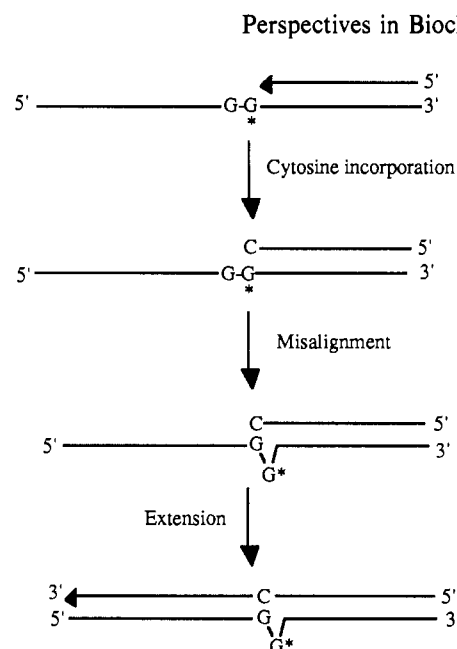 Perspectives in Bioc
5'
5' G-G 3'
*
Cytosine incorporation
C 5'
5' G-G 3'
*
Misalignment
C 5'
5' G 3'
G*
Extension
3' C 5'
5' G 3
G*